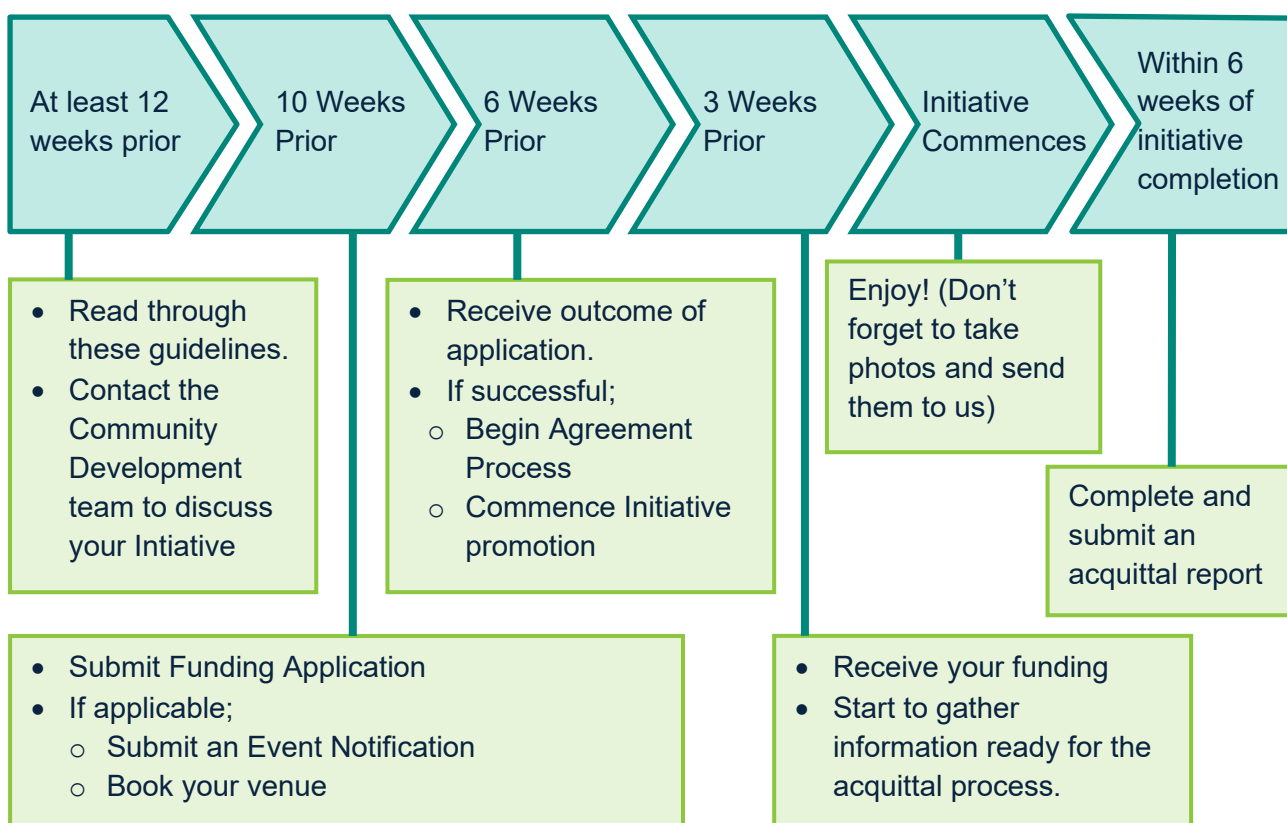 At least 12
weeks prior
10 Weeks
Prior
6 Weeks
Prior
3 Weeks
Prior
Initiative
Commences
Within 6
weeks of
initiative
completion
• Read through
these guidelines.
• Contact the
Community
Development
team to discuss
your Intiative
• Receive outcome of
application.
• If successful;
o Begin Agreement
Process
o Commence Initiative
promotion
Enjoy! (Don’t
forget to take
photos and send
them to us)
Complete and
submit an
acquittal report
• Submit Funding Application
• If applicable;
o Submit an Event Notification
o Book your venue
• Receive your funding
• Start to gather
information ready for the
acquittal process.